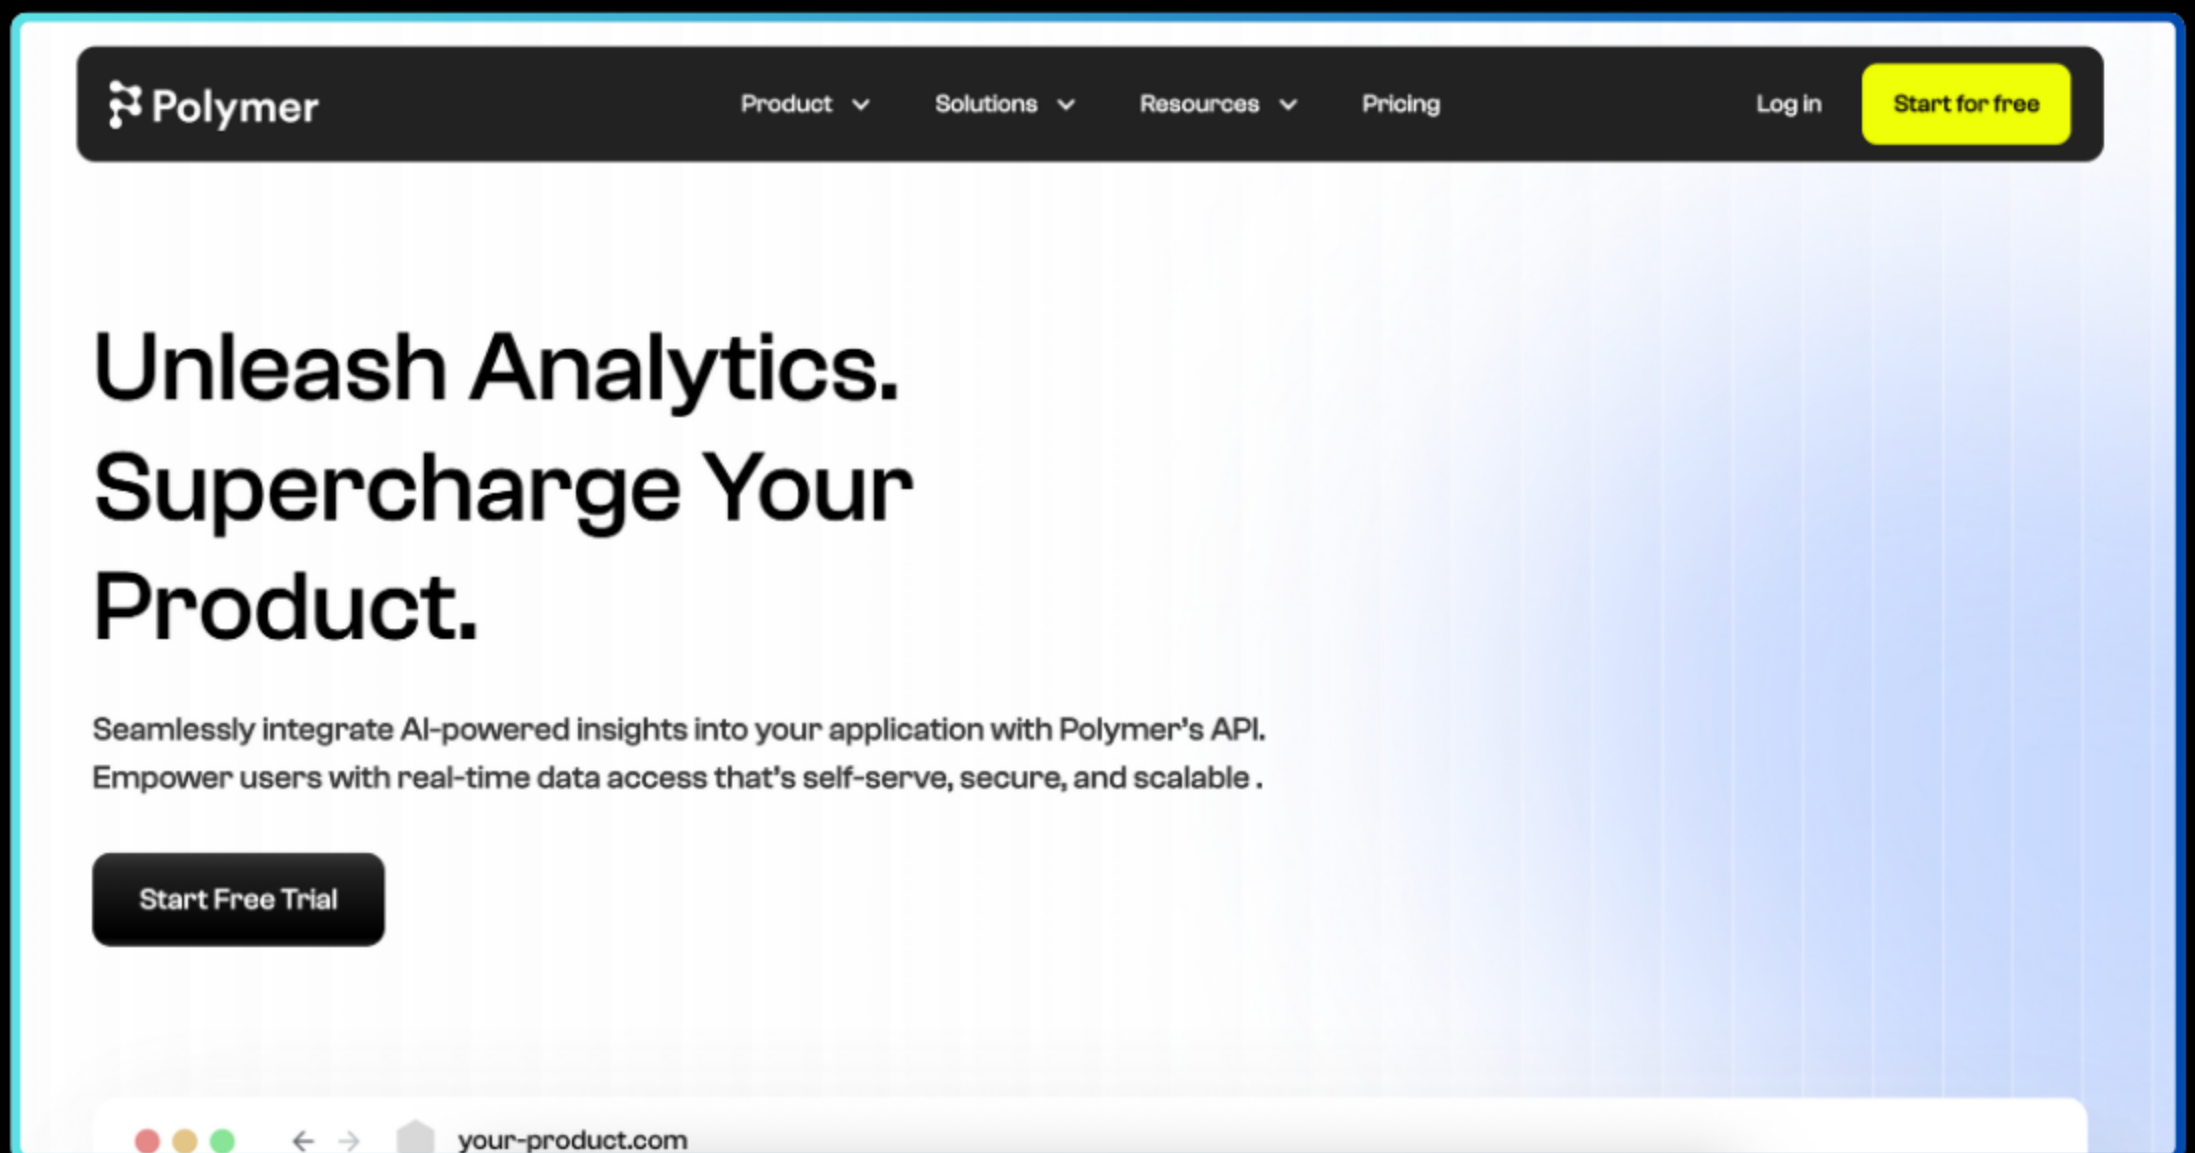 Polymer
Product
Solutions
Resources
Pricing
Log in
Start for free
Unleash Analytics.
Supercharge Your
Product.
Seamlessly integrate AI-powered insights into your application with Polymer’s API.
Empower users with real-time data access that’s self-serve, secure, and scalable .
Start Free Trial
your-product.com